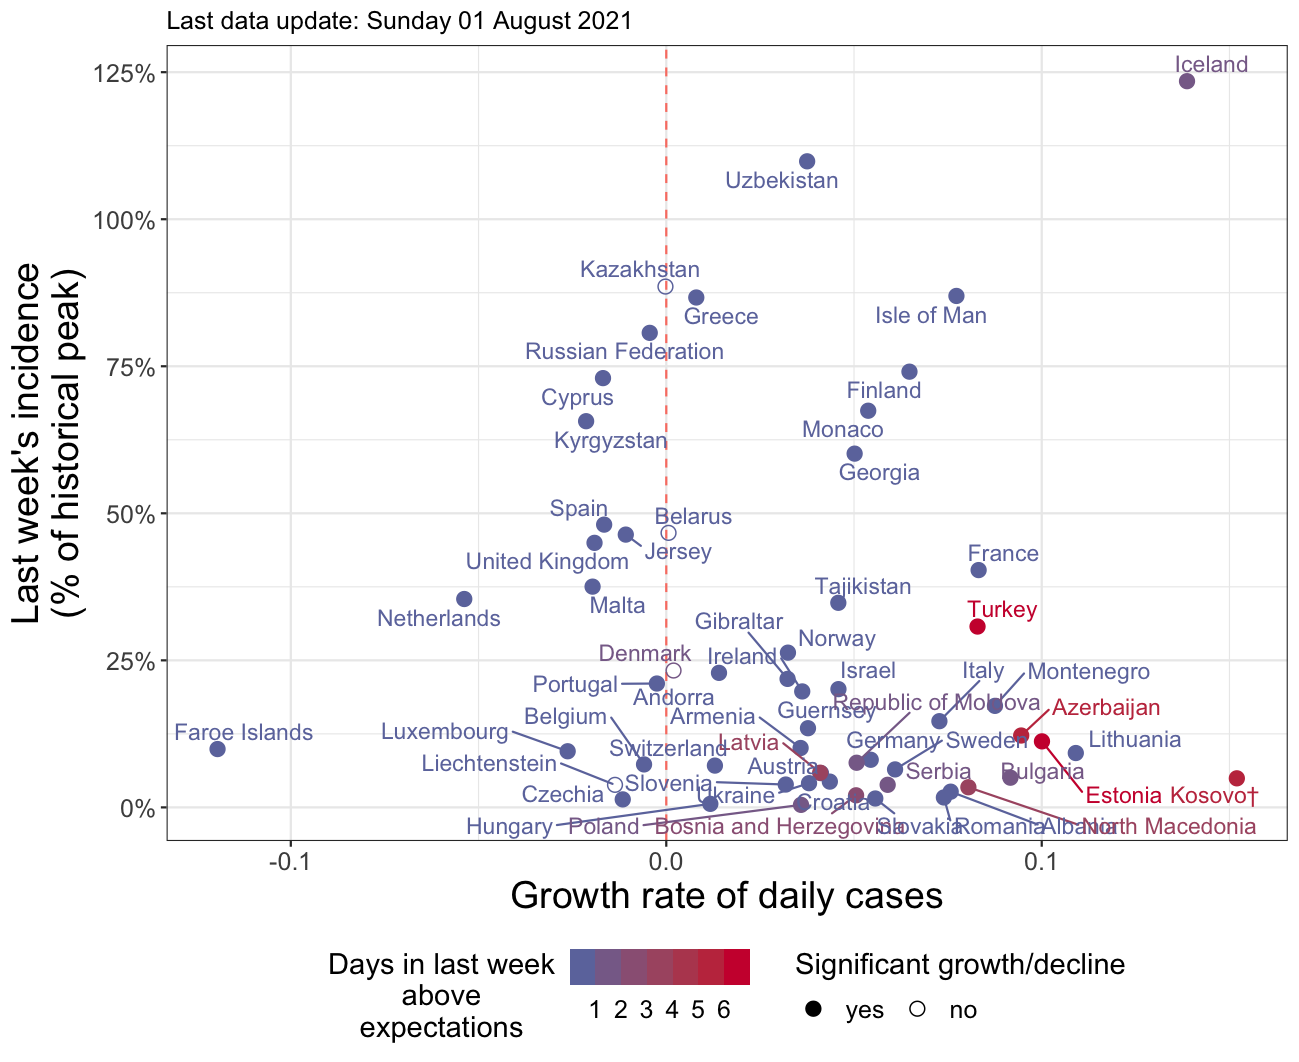 Last data update: Sunday 01 August 2021
Last week's incidence
(% of historical peak)
125%
100%
75%
50%
25%
0%
Iceland
Uzbekistan
Kazakhstan
Greece
Isle of Man
Russian Federation
Finland
Cyprus
Monaco
Kyrgyzstan
Georgia
Spain
Belarus
Jersey
United Kingdom
France
Tajikistan
Malta
Turkey
Netherlands
Gibraltar
Norway
Denmark
Ireland
Israel
Italy
Montenegro
Portugal
Andorra
Republic of Moldova
Azerbaijan
Belgium
Armenia
Guernsey
Faroe Islands
Luxembourg
Switzerland
Latvia
Germany
Sweden
Lithuania
Liechtenstein
Austria
Serbia
Bulgaria
Slovenia
Czechia
Ukraine
Croatia
Estonia
Kosovo†
Hungary
Poland
Bosnia and Herzegovina
Slovakia
Romania
Albania
North Macedonia
-0.1
0.0
0.1
Growth rate of daily cases
Days in last week
above
expectations
1 2 3 4 5 6
Significant growth/decline
yes
no